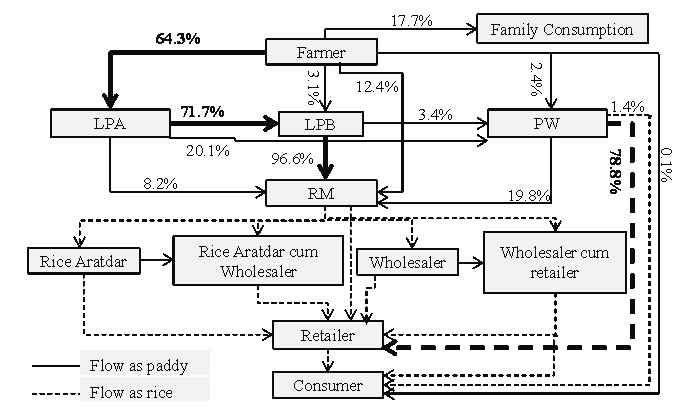 17.7%
Family Consumption
64.3%
Farmer
3.1%
12.4%
2.4%
LPA
71.7%
LPB
3.4%
PW
1.4%
20.1%
96.6%
78.8%
0.1%
8.2%
RM
19.8%
Rice Aratdar
Rice Aratdar cum
Wholesaler
Wholesaler
Wholesaler cum
retailer
Retailer
Flow as paddy
Consumer
Flow as rice